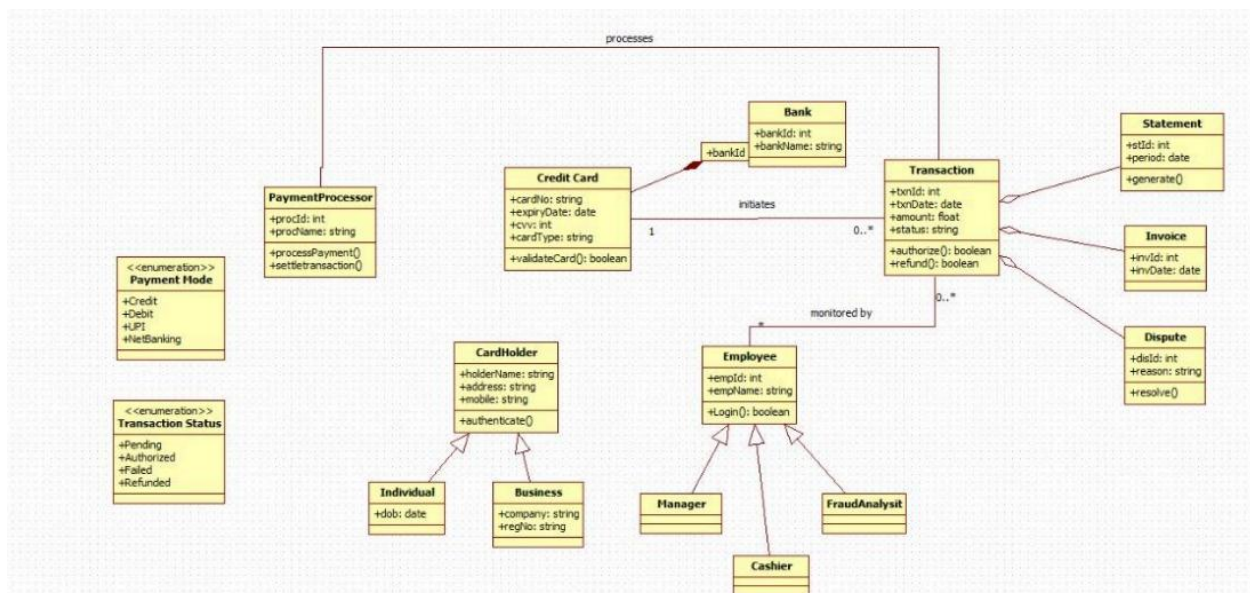 processes
Bank
+bankId: int
+bankName: string
+bankId
Statement
+stId: int
+period: date
+generate()
Transaction
+txnId: int
+txnDate: date
+amount: float
+status: string
+authorize(): boolean
+refund(): boolean
Credit Card
+cardNo: string
+expiryDate: date
+cvv: int
+cardType: string
+validateCard(): boolean
initiates
1
0..*
PaymentProcessor
+procId: int
+procName: string
+processPayment()
+settletransaction()
Invoice
+invId: int
+invDate: date
<<enumeration>>
Payment Mode
+Credit
+Debit
+UPI
+NetBanking
0..*
monitored by
*
Dispute
+disId: int
+reason: string
+resolve()
CardHolder
+holderName: string
+address: string
+mobile: string
+authenticate()
Employee
+empId: int
+empName: string
+Login(): boolean
<<enumeration>>
Transaction Status
+Pending
+Authorized
+Failed
+Refunded
Individual
+dob: date
Business
+company: string
+regNo: string
Manager
FraudAnalysit
Cashier